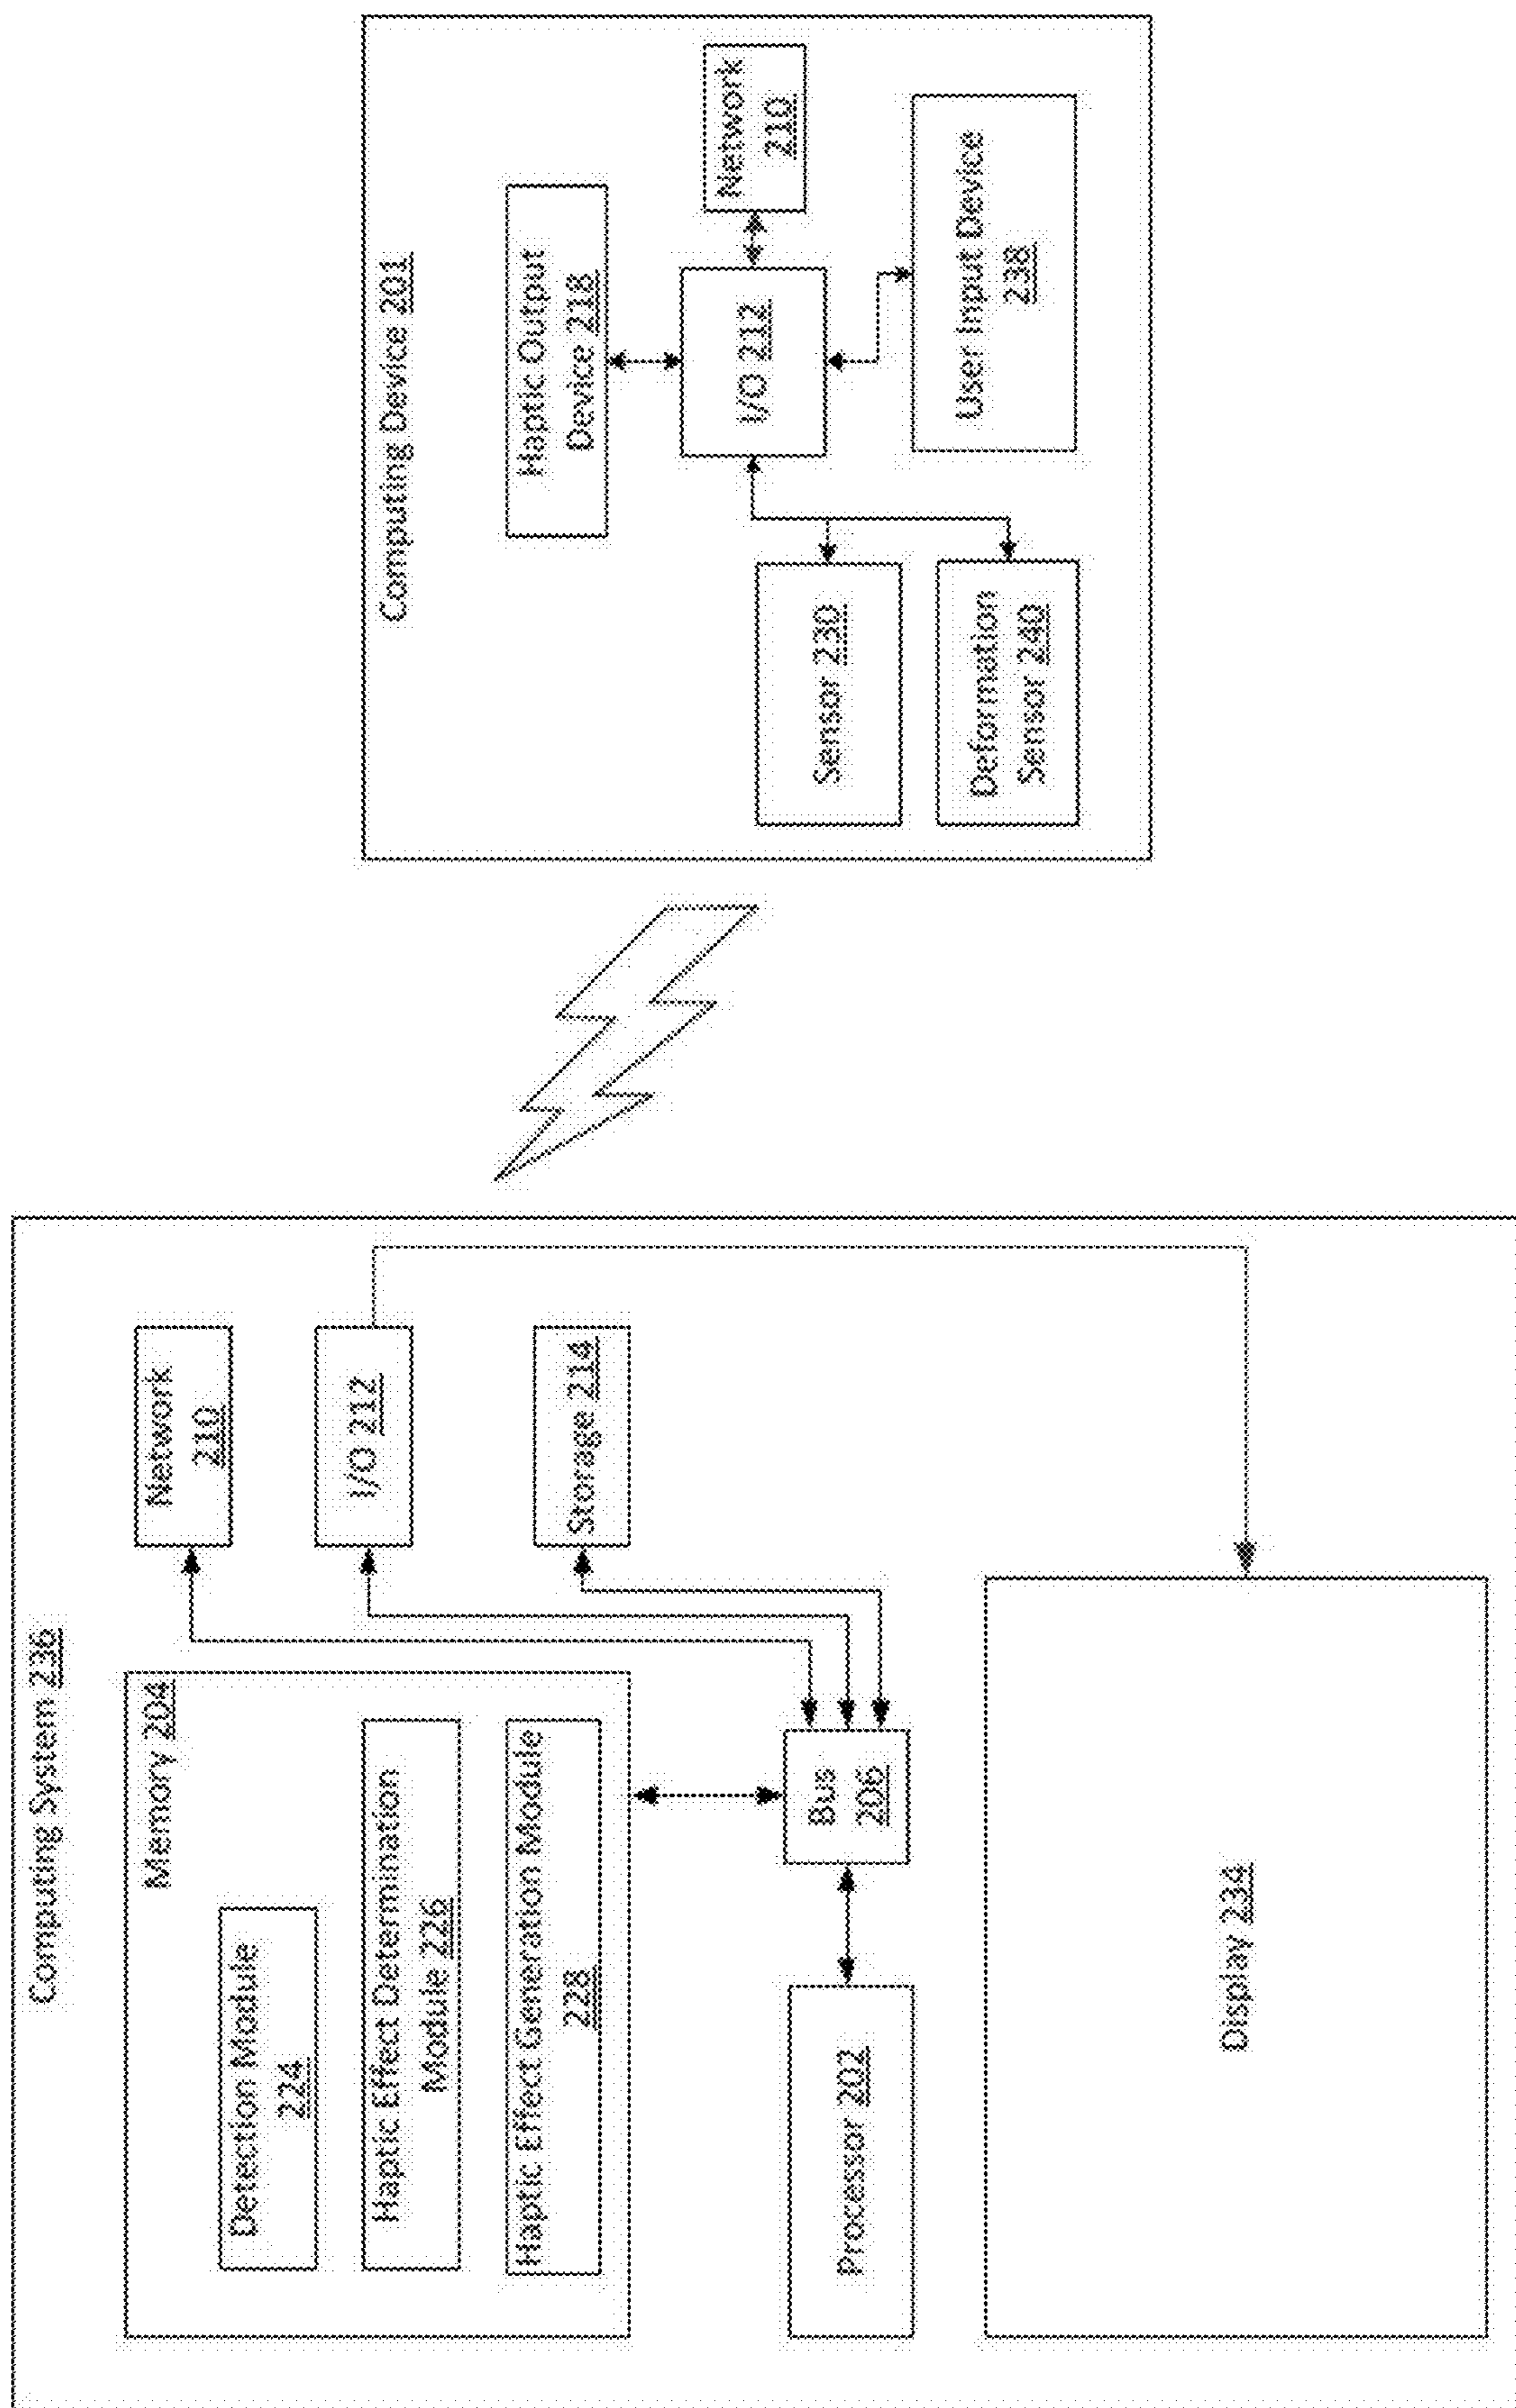 Computing System 236
Memory 204
Detection Module
224
Haptic Effect Determination
Module 226
Haptic Effect Generation Module
228
Network
210
I/O 212
Storage 214
Bus
206
Processor 202
Display 234
Computing Device 201
Haptic Output
Device 218
Network
210
I/O 212
Sensor 230
Deformation
Sensor 240
User Input Device
238